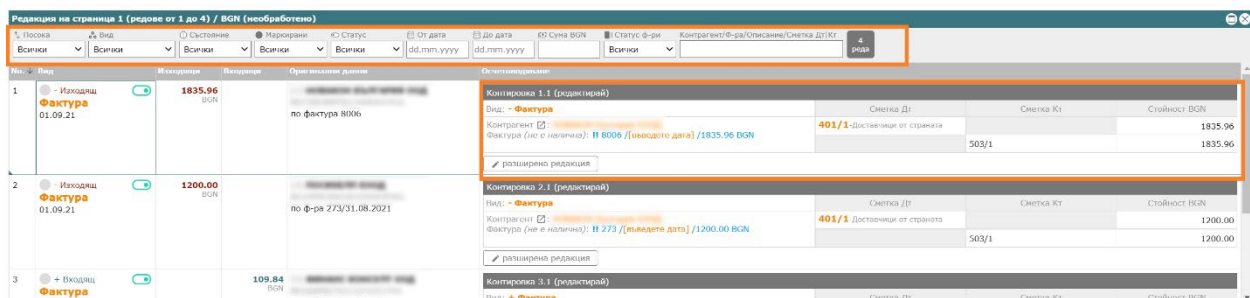 Редакция на страница 1 (редове от 1 до 4) / BGN (необработено)
Посока Вид Състояние Маркирани Статус От дата До дата Сума BGN Статус ф-ри Контрагент/Ф-ра/Описание/Сметка Дт|Кт
Всички Всички Всички Всички Всички dd.mm.yyyy dd.mm.yyyy Всички 4 реда
No. Вид Изходящи Входящи Оригинални данни Осчетоводяване
1 - Изходящ 1835.96
BGN
Фактура
01.09.21
по фактура 8006
Контировка 1.1 (редактирай)
Вид: - Фактура Сметка Дт Сметка Кт Стойност BGN
Контрагент: 401/1-Доставчици от страната 1835.96
Фактура (не е налична): !! 8006 /[въведете дата] /1835.96 BGN
503/1 1835.96
разширена редакция
2 - Изходящ 1200.00
BGN
Фактура
01.09.21
по ф-ра 273/31.08.2021
Контировка 2.1 (редактирай)
Вид: - Фактура Сметка Дт Сметка Кт Стойност BGN
Контрагент: 401/1 Доставчици от страната 1200.00
Фактура (не е налична): !! 273 /[въведете дата] /1200.00 BGN
503/1 1200.00
разширена редакция
3 + Входящ 109.84
BGN
Фактура
Контировка 3.1 (редактирай)
Вид: + Фактура Сметка Дт Сметка Кт Стойност BGN